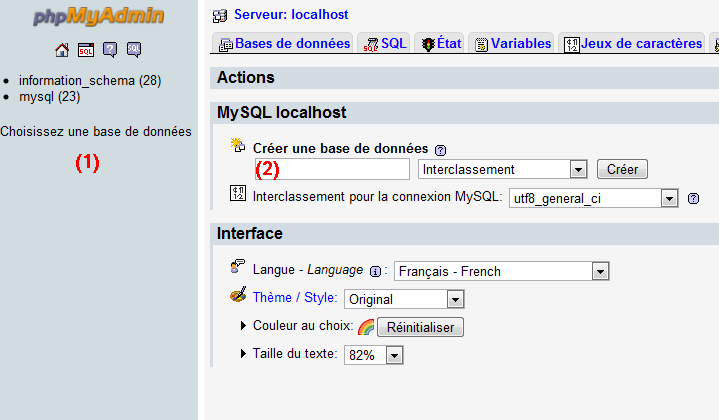 phpMyAdmin
SQL
SQL
information_schema (28)
mysql (23)
Choisissez une base de données
(1)
Serveur: localhost
Bases de données
SQL
État
Variables
Jeux de caractères
Actions
MySQL localhost
Créer une base de données
(2)
Interclassement
Créer
Interclassement pour la connexion MySQL:
utf8_general_ci
Interface
Langue - Language
:
Français - French
Thème / Style:
Original
Couleur au choix:
Réinitialiser
Taille du texte:
82%